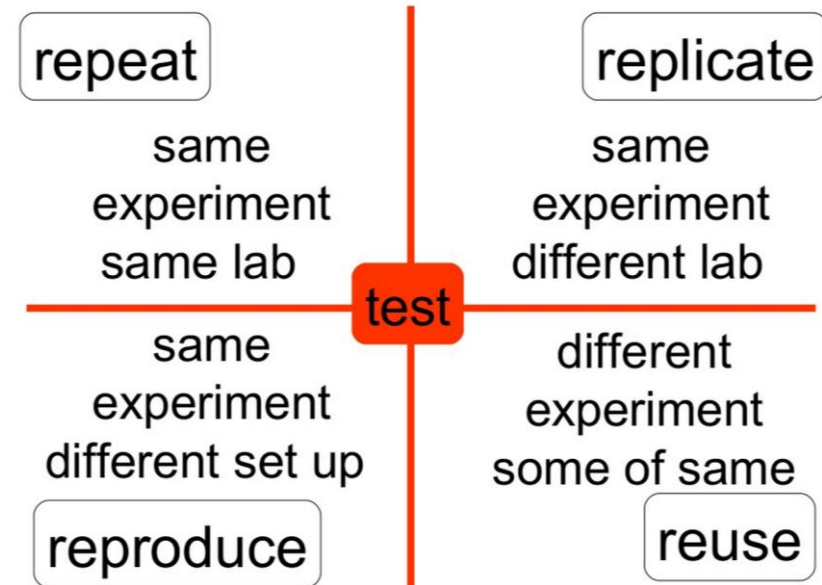 repeat
same
experiment
same lab
replicate
same
experiment
different lab
test
same
experiment
different set up
reproduce
different
experiment
some of same
reuse